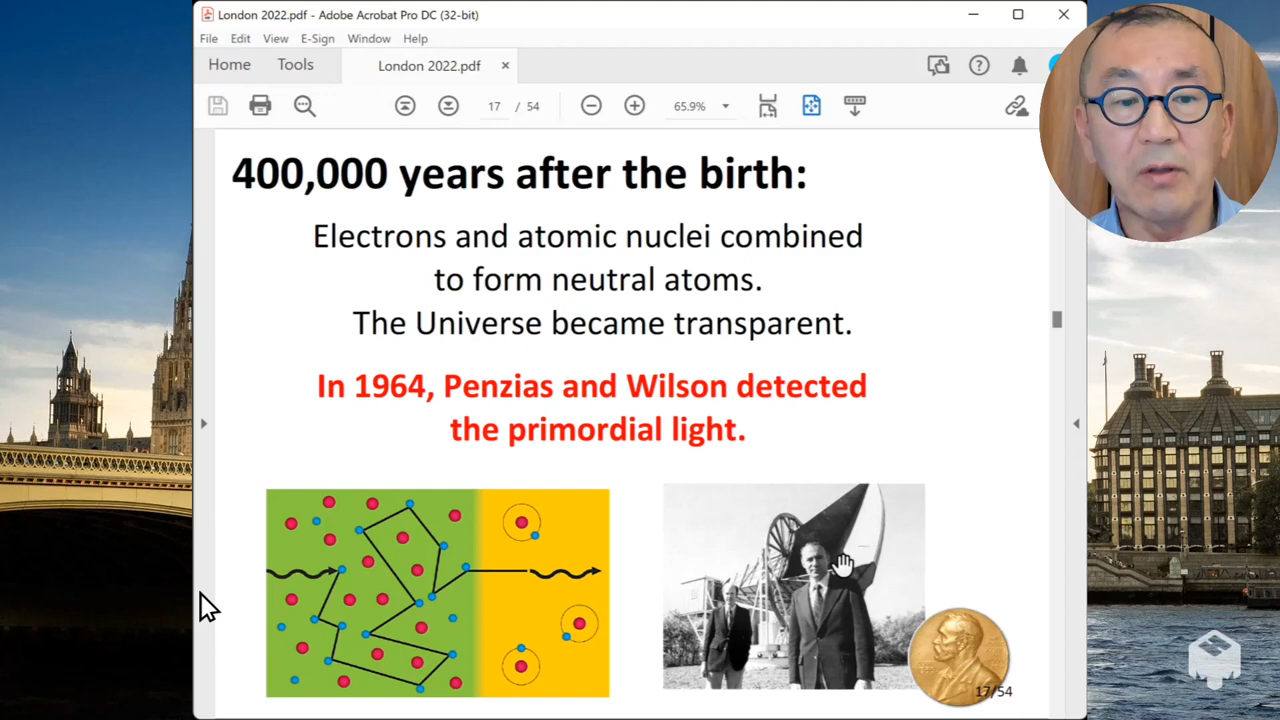 London 2022.pdf - Adobe Acrobat Pro DC (32-bit)
File Edit View E-Sign Window Help
Home Tools London 2022.pdf ×
17 / 54 65.9%
400,000 years after the birth:
Electrons and atomic nuclei combined
to form neutral atoms.
The Universe became transparent.
In 1964, Penzias and Wilson detected
the primordial light.
17/54